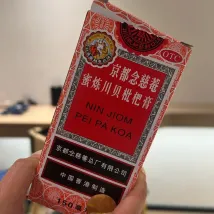 OTC
京都念慈菴
蜜炼川贝枇杷膏
NIN JIOM
PEI PA KOA
京都念慈菴总厂有限公司
中国香港制造
150